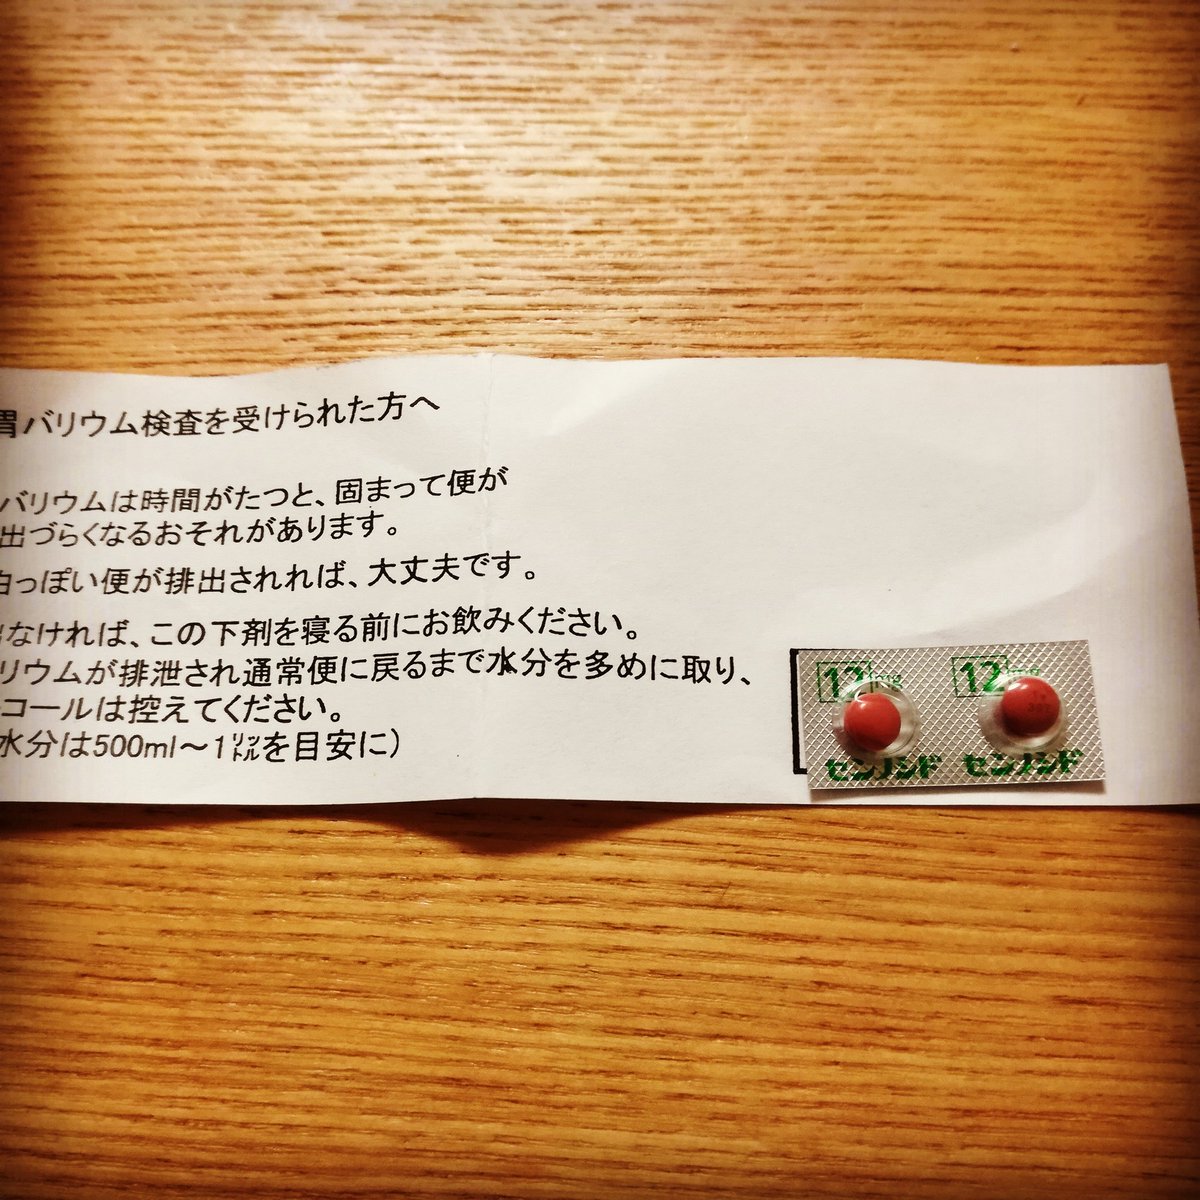 胃バリウム検査を受けられた方へ
バリウムは時間がたつと、固まって便が
出づらくなるおそれがあります。
白っぽい便が排出されれば、大丈夫です。
なければ、この下剤を寝る前にお飲みください。
リウムが排泄され通常便に戻るまで水分を多めに取り、
コールは控えてください。
水分は500ml～1㍑を目安に）
12mg 12mg
センノシド センノシド